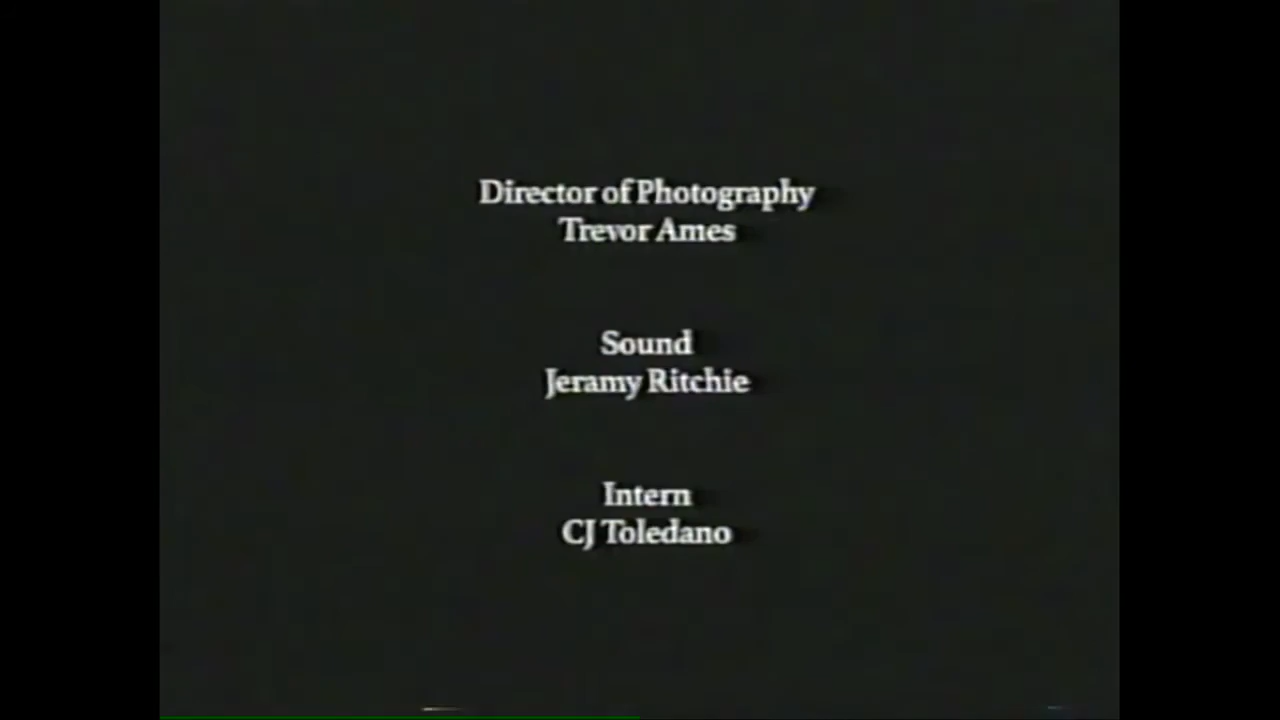 Director of Photography
Trevor Ames
Sound
Jeramy Ritchie
Intern
CJ Toledano